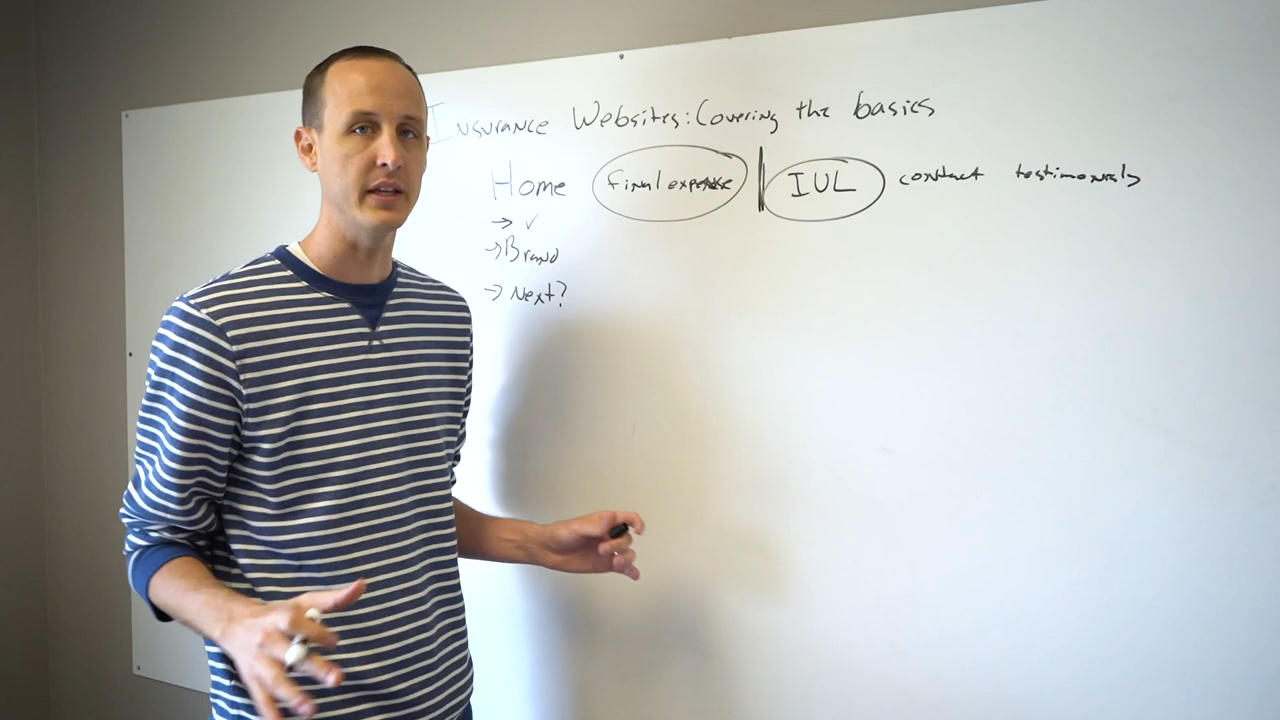 Insurance Websites: Covering the basics
Home final expense | IUL contact testimonials
→ ✓
→ Brand
→ Next?